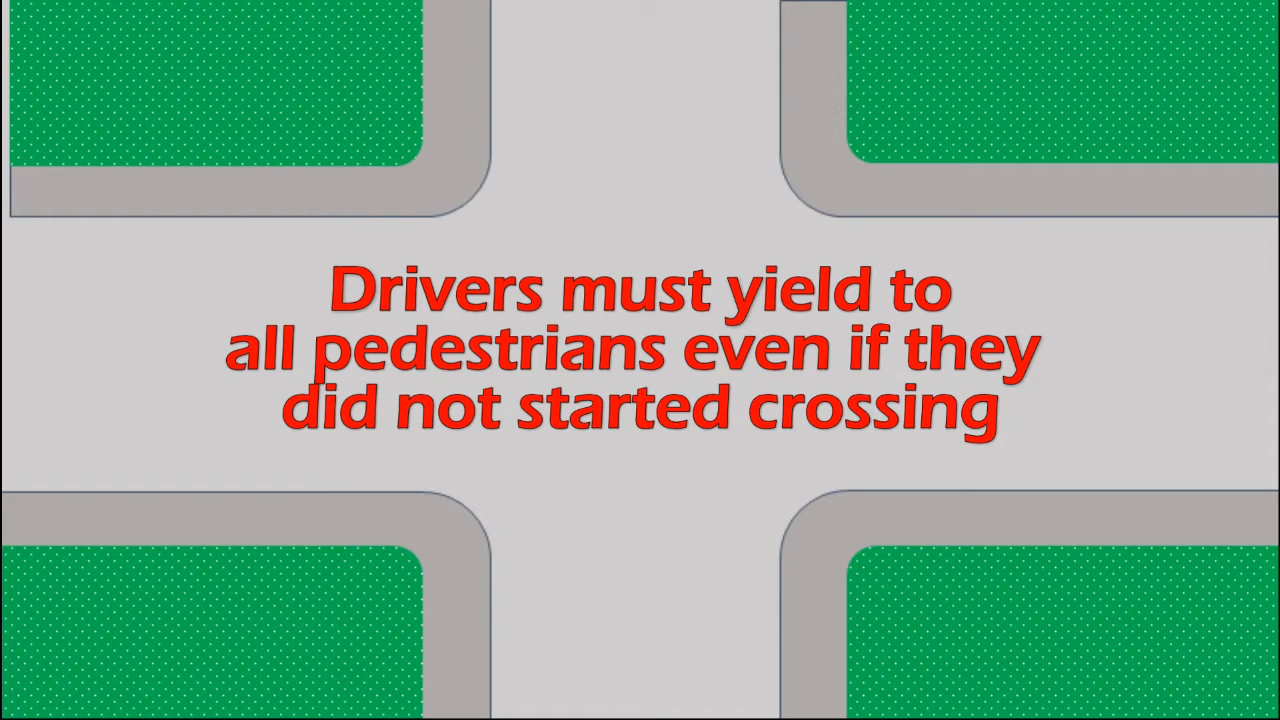 Drivers must yield to
all pedestrians even if they
did not started crossing